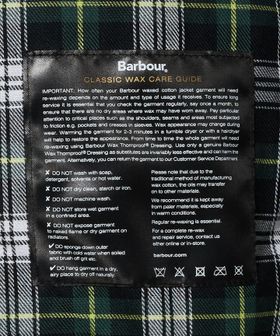 Barbour
CLASSIC WAX CARE GUIDE
IMPORTANT: How often your Barbour waxed cotton jacket garment will need
re-waxing depends on the amount and type of usage it receives. To ensure long
service it is essential that you check the garment regularly, say once a month, to
ensure that there are no dry areas where wax may have worn away. Pay particular
attention to critical places such as the shoulders, seams and areas most subjected
to friction e.g. pockets and creases in sleeves. Wax appearance may change during
wear. Warming the garment for 2-3 minutes in a tumble dryer or with a hairdryer
will help to restore the appearance. From time to time the whole garment will need
re-waxing using Barbour Wax Thornproof Dressing. Use only Barbour
Wax Thornproof Dressing as substitutes are invariably less effective and can harm the
garment. Alternatively, you can return the garment to our Customer Service Department.
✗ DO NOT wash with soap,
detergent, solvents or hot water.
✗ DO NOT dry clean, starch or iron.
✗ DO NOT machine wash.
✗ DO NOT store wet garment
in a confined area.
✗ DO NOT expose garment
to naked flame or dry garment on
radiators.
✓ DO sponge down outer
fabric with cold water when soiled
and brush off grit etc.
✓ DO hang garment in a dry,
airy place to dry off naturally.
Please note that due to the
traditional method of manufacturing
wax cotton, the oils may transfer
on to other materials.
We recommend it is kept away
from paler materials, especially
in warm environments.
Regular re-waxing is essential.
For a complete re-wax
and repair service, contact us
either online or in-store.
barbour.com